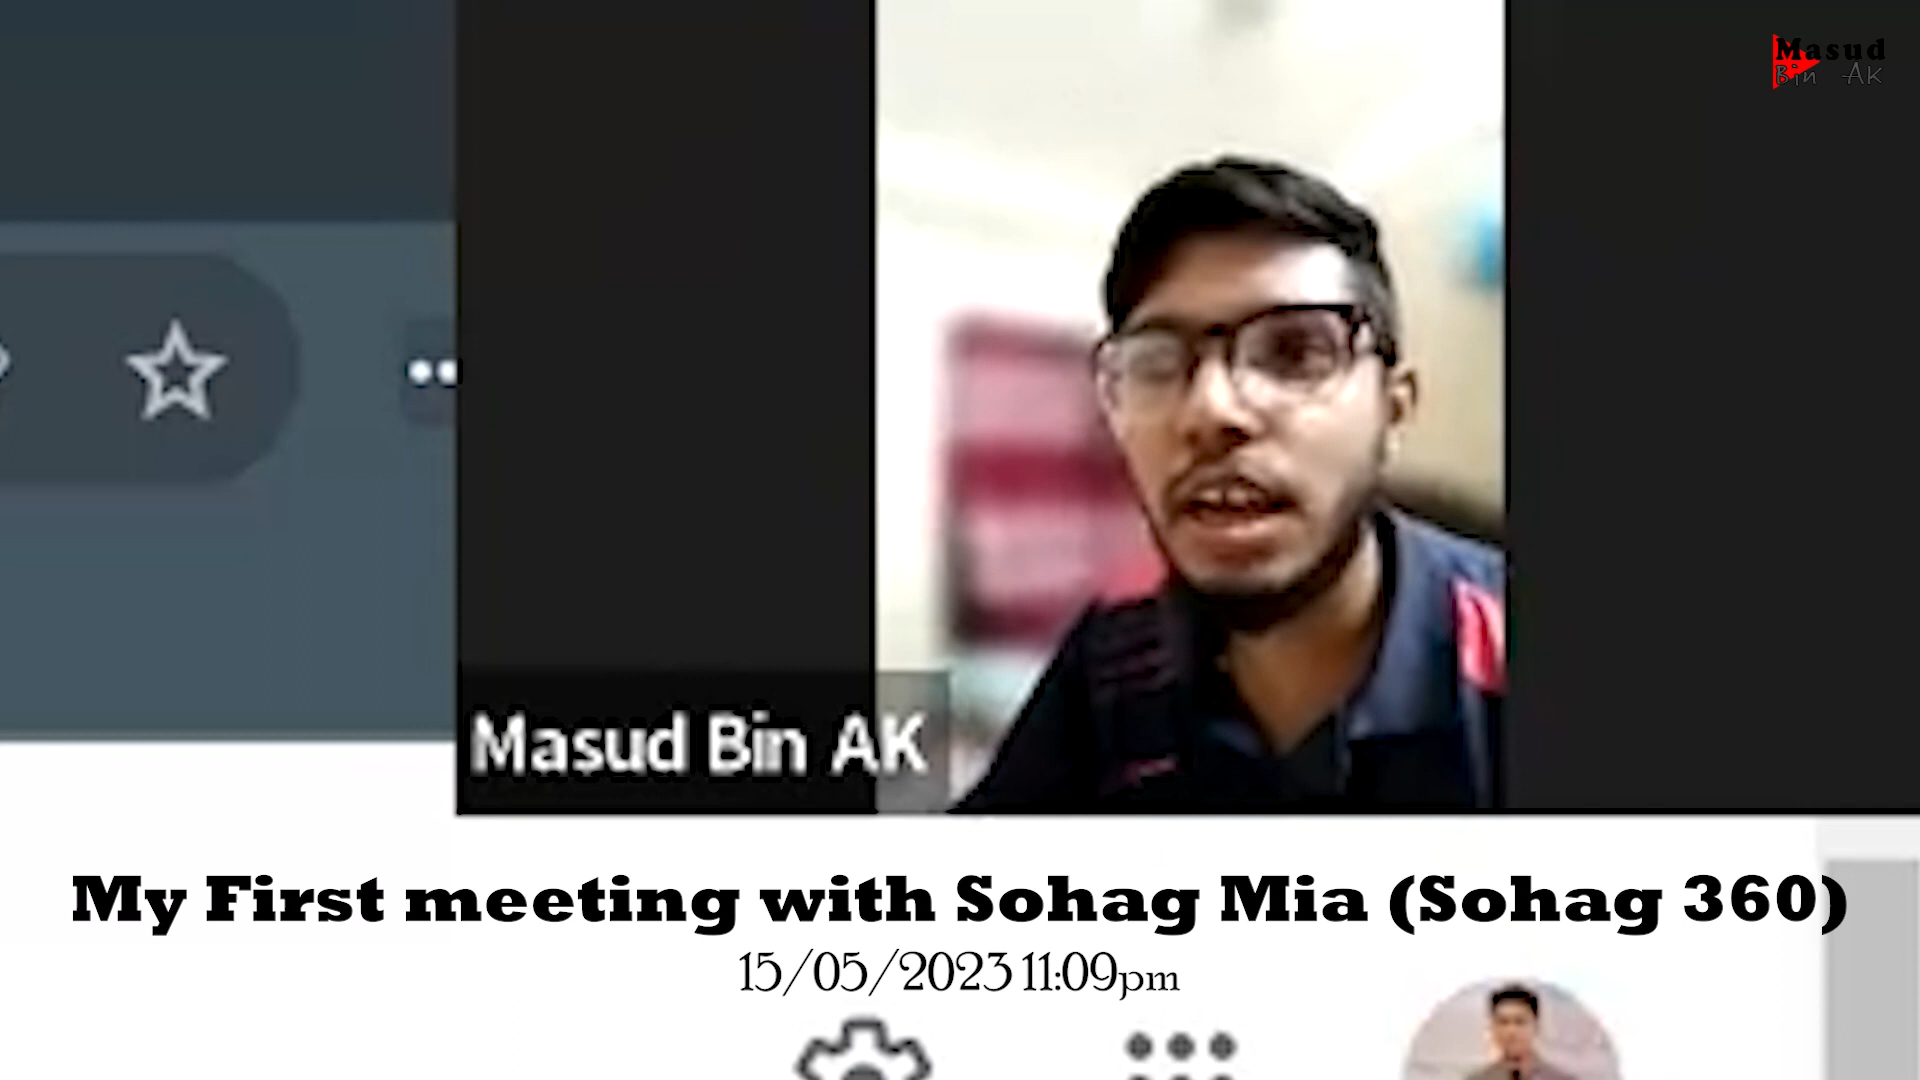 Masud
Bin AK
Masud Bin AK
My First meeting with Sohag Mia (Sohag 360)
15/05/2023 11:09pm